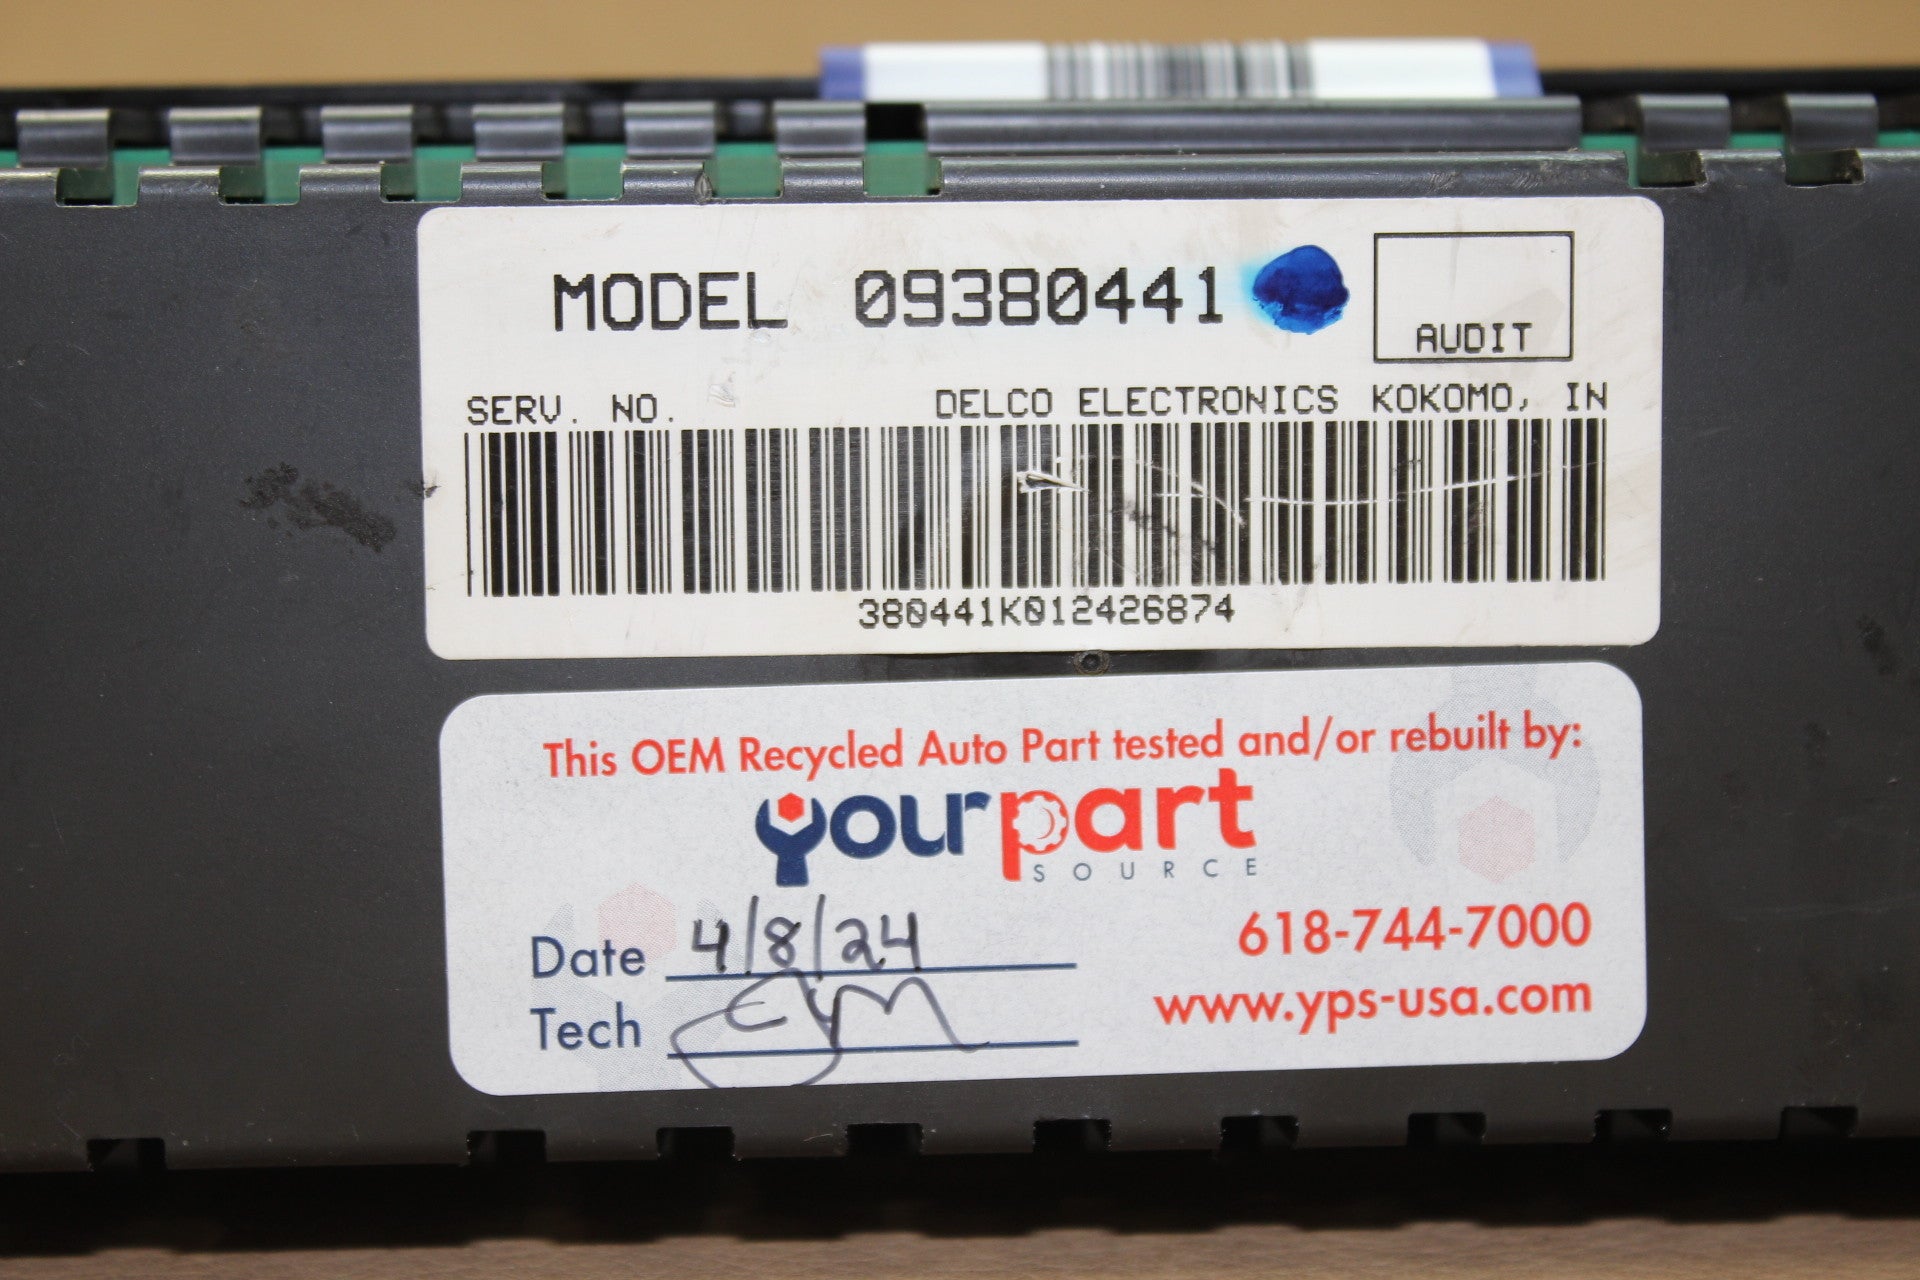 MODEL 09380441
AUDIT
SERV. NO. DELCO ELECTRONICS KOKOMO, IN
380441K012426874
This OEM Recycled Auto Part tested and/or rebuilt by:
yourpart
SOURCE
Date 4/8/24
618-744-7000
Tech
www.yps-usa.com